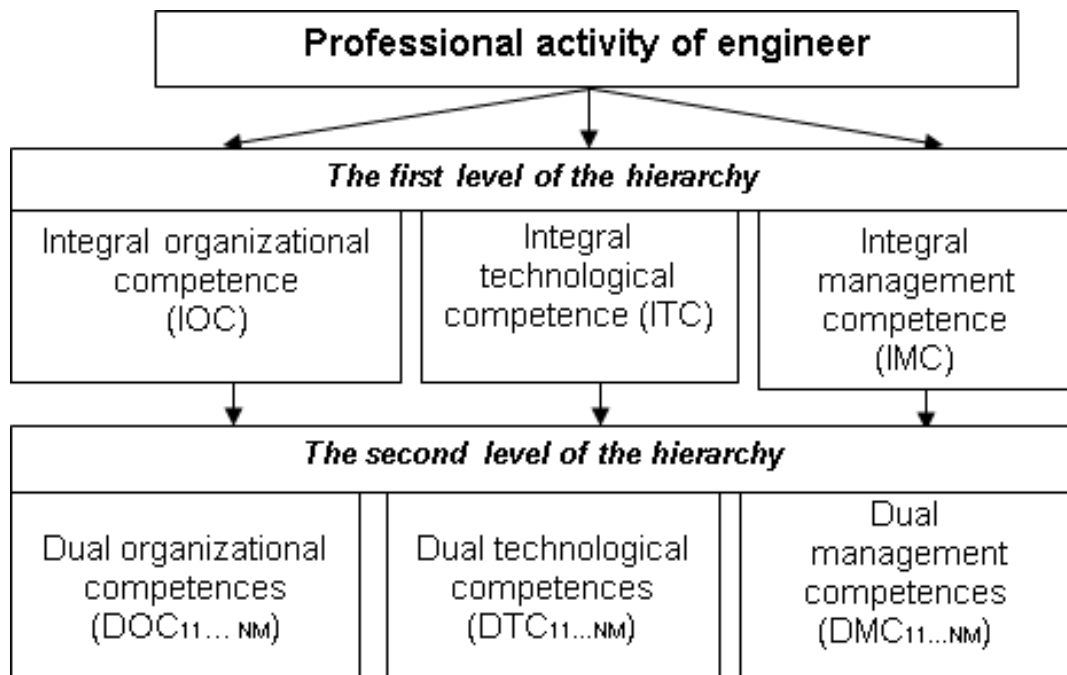 Professional activity of engineer
The first level of the hierarchy
Integral organizational
competence
(IOC)
Integral
technological
competence (ITC)
Integral
management
competence
(IMC)
The second level of the hierarchy
Dual organizational
competences
(DOC11... NM)
Dual technological
competences
(DTC11...NM)
Dual
management
competences
(DMC11...NM)